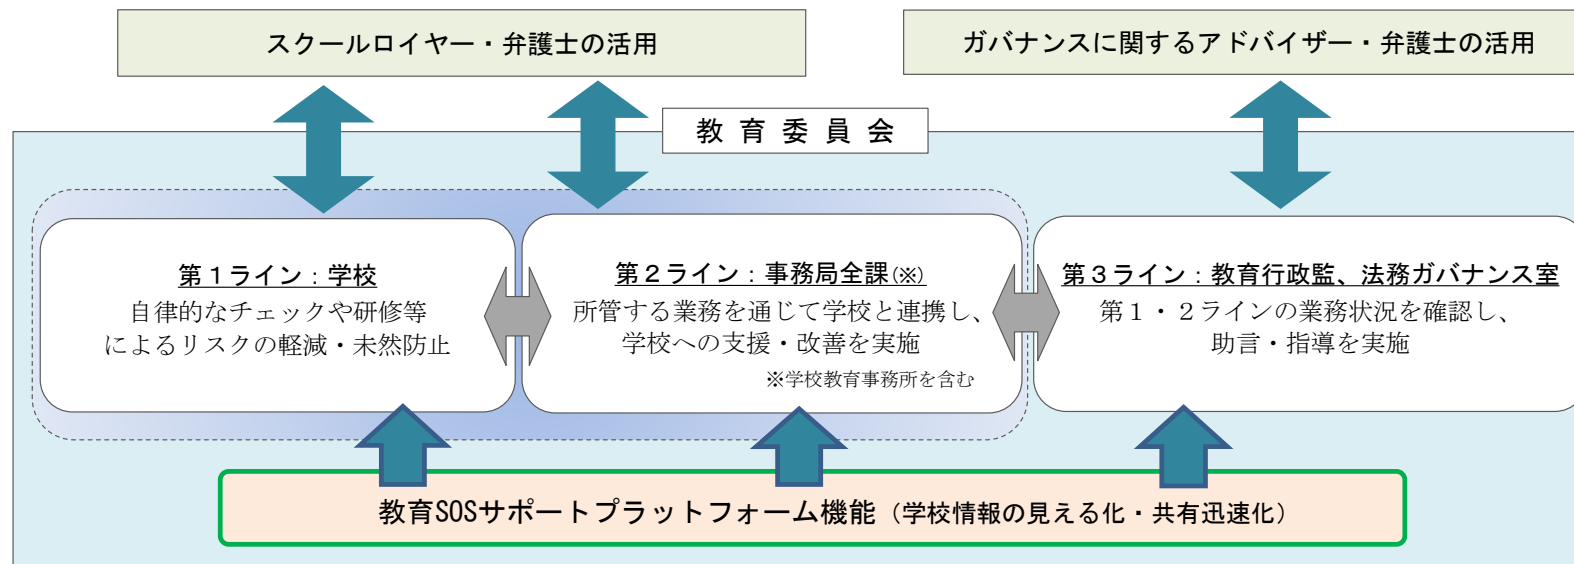 スクールロイヤー・弁護士の活用
ガバナンスに関するアドバイザー・弁護士の活用
教育委員会
第1ライン：学校
自律的なチェックや研修等
によるリスクの軽減・未然防止
第2ライン：事務局全課(※)
所管する業務を通じて学校と連携し、
学校への支援・改善を実施
※学校教育事務所を含む
第3ライン：教育行政監、法務ガバナンス室
第1・2ラインの業務状況を確認し、
助言・指導を実施
教育SOSサポートプラットフォーム機能（学校情報の見える化・共有迅速化）